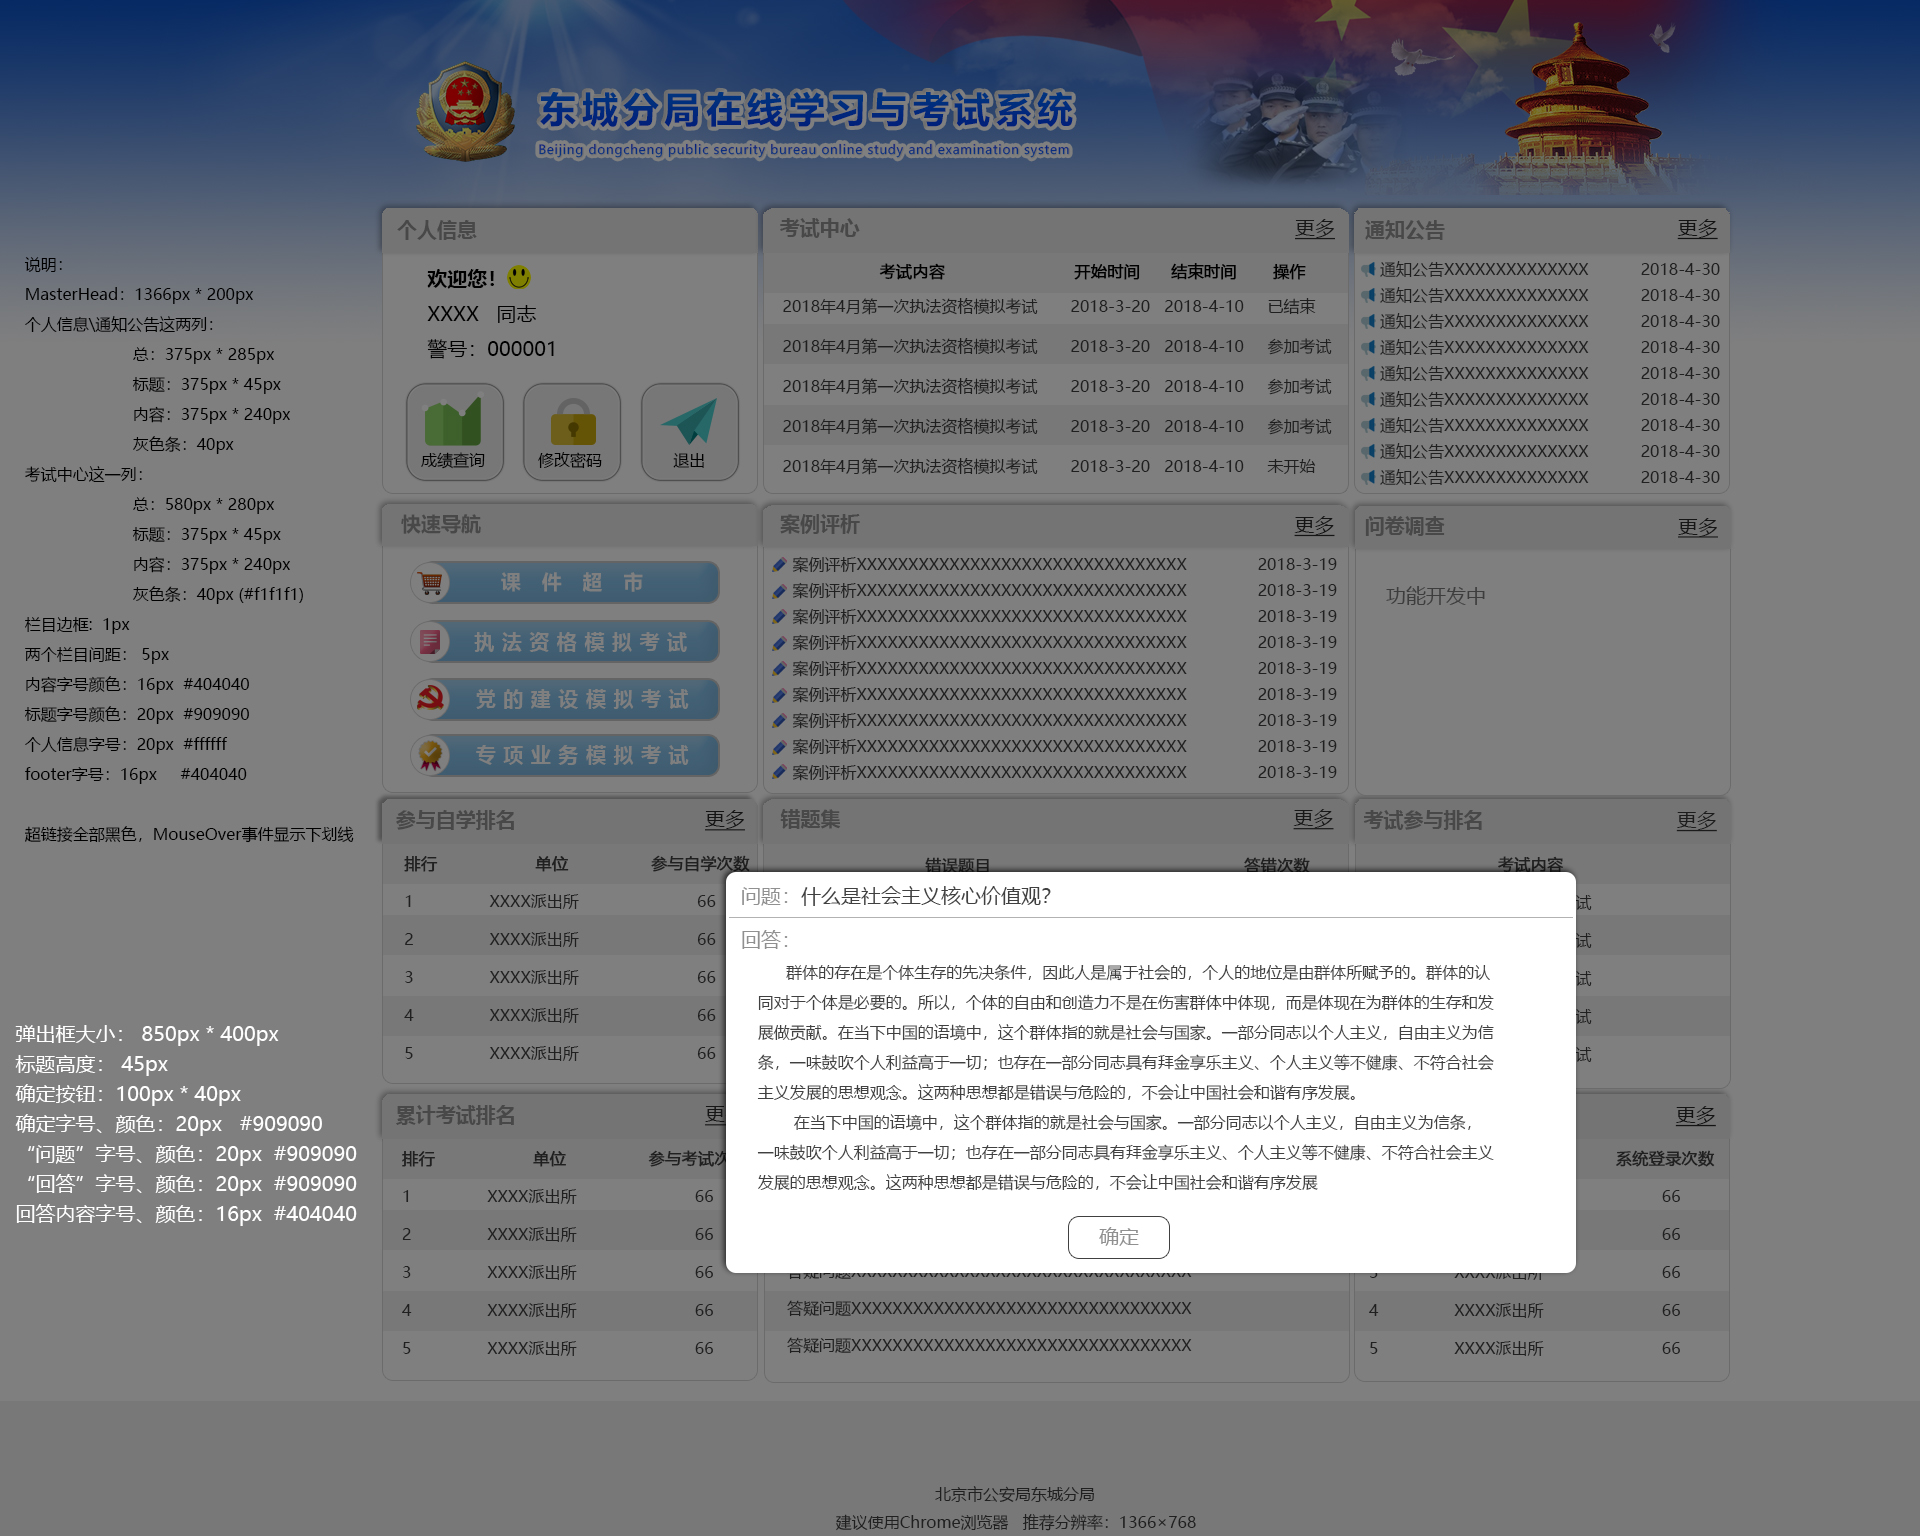 东城分局在线学习与考试系统
Beijing dongcheng public security bureau online study and examination system
说明：
MasterHead：1366px * 200px
个人信息\通知公告这两列：
总：375px * 285px
标题：375px * 45px
内容：375px * 240px
灰色条：40px
考试中心这一列：
总：580px * 280px
标题：375px * 45px
内容：375px * 240px
灰色条：40px (#f1f1f1)
栏目边框：1px
两个栏目间距： 5px
内容字号颜色：16px #404040
标题字号颜色：20px #909090
个人信息字号：20px #ffffff
footer字号：16px #404040
超链接全部黑色，MouseOver事件显示下划线
弹出框大小： 850px * 400px
标题高度： 45px
确定按钮：100px * 40px
确定字号、颜色：20px #909090
“问题”字号、颜色：20px #909090
“回答”字号、颜色：20px #909090
回答内容字号、颜色：16px #404040
个人信息
欢迎您！
XXXX 同志
警号：000001
成绩查询 修改密码 退出
考试中心 更多
考试内容 开始时间 结束时间 操作
2018年4月第一次执法资格模拟考试 2018-3-20 2018-4-10 已结束
2018年4月第一次执法资格模拟考试 2018-3-20 2018-4-10 参加考试
2018年4月第一次执法资格模拟考试 2018-3-20 2018-4-10 参加考试
2018年4月第一次执法资格模拟考试 2018-3-20 2018-4-10 参加考试
2018年4月第一次执法资格模拟考试 2018-3-20 2018-4-10 未开始
通知公告 更多
通知公告XXXXXXXXXXXXXX 2018-4-30
通知公告XXXXXXXXXXXXXX 2018-4-30
通知公告XXXXXXXXXXXXXX 2018-4-30
通知公告XXXXXXXXXXXXXX 2018-4-30
通知公告XXXXXXXXXXXXXX 2018-4-30
通知公告XXXXXXXXXXXXXX 2018-4-30
通知公告XXXXXXXXXXXXXX 2018-4-30
通知公告XXXXXXXXXXXXXX 2018-4-30
通知公告XXXXXXXXXXXXXX 2018-4-30
快速导航
课件超市
执法资格模拟考试
党的建设模拟考试
专项业务模拟考试
案例评析 更多
案例评析XXXXXXXXXXXXXXXXXXXXXXXXXXXXXXXX 2018-3-19
案例评析XXXXXXXXXXXXXXXXXXXXXXXXXXXXXXXX 2018-3-19
案例评析XXXXXXXXXXXXXXXXXXXXXXXXXXXXXXXX 2018-3-19
案例评析XXXXXXXXXXXXXXXXXXXXXXXXXXXXXXXX 2018-3-19
案例评析XXXXXXXXXXXXXXXXXXXXXXXXXXXXXXXX 2018-3-19
案例评析XXXXXXXXXXXXXXXXXXXXXXXXXXXXXXXX 2018-3-19
案例评析XXXXXXXXXXXXXXXXXXXXXXXXXXXXXXXX 2018-3-19
案例评析XXXXXXXXXXXXXXXXXXXXXXXXXXXXXXXX 2018-3-19
案例评析XXXXXXXXXXXXXXXXXXXXXXXXXXXXXXXX 2018-3-19
问卷调查 更多
功能开发中
参与自学排名 更多
排行 单位 参与自学次数
1 XXXX派出所 66
2 XXXX派出所 66
3 XXXX派出所 66
4 XXXX派出所 66
5 XXXX派出所 66
错题集 更多
错误题目 答错次数
考试参与排名 更多
考试内容
试
试
试
试
试
问题：什么是社会主义核心价值观？
回答：
群体的存在是个体生存的先决条件，因此人是属于社会的，个人的地位是由群体所赋予的。群体的认
同对于个体是必要的。所以，个体的自由和创造力不是在伤害群体中体现，而是体现在为群体的生存和发
展做贡献。在当下中国的语境中，这个群体指的就是社会与国家。一部分同志以个人主义，自由主义为信
条，一味鼓吹个人利益高于一切；也存在一部分同志具有拜金享乐主义、个人主义等不健康、不符合社会
主义发展的思想观念。这两种思想都是错误与危险的，不会让中国社会和谐有序发展。
在当下中国的语境中，这个群体指的就是社会与国家。一部分同志以个人主义，自由主义为信条，
一味鼓吹个人利益高于一切；也存在一部分同志具有拜金享乐主义、个人主义等不健康、不符合社会主义
发展的思想观念。这两种思想都是错误与危险的，不会让中国社会和谐有序发展
确定
累计考试排名 更
排行 单位 参与考试次
1 XXXX派出所 66
2 XXXX派出所 66
3 XXXX派出所 66
4 XXXX派出所 66
5 XXXX派出所 66
答疑问题XXXXXXXXXXXXXXXXXXXXXXXXXXXXXXXXX
答疑问题XXXXXXXXXXXXXXXXXXXXXXXXXXXXXXXXX
答疑问题XXXXXXXXXXXXXXXXXXXXXXXXXXXXXXXXX
更多
系统登录次数
66
66
3 XXXX派出所 66
4 XXXX派出所 66
5 XXXX派出所 66
北京市公安局东城分局
建议使用Chrome浏览器 推荐分辨率：1366×768